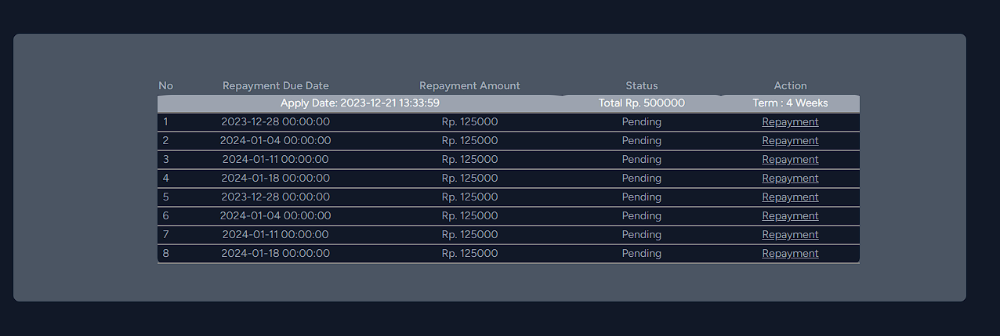 No Repayment Due Date Repayment Amount Status Action
Apply Date: 2023-12-21 13:33:59 Total Rp. 500000 Term : 4 Weeks
1 2023-12-28 00:00:00 Rp. 125000 Pending Repayment
2 2024-01-04 00:00:00 Rp. 125000 Pending Repayment
3 2024-01-11 00:00:00 Rp. 125000 Pending Repayment
4 2024-01-18 00:00:00 Rp. 125000 Pending Repayment
5 2023-12-28 00:00:00 Rp. 125000 Pending Repayment
6 2024-01-04 00:00:00 Rp. 125000 Pending Repayment
7 2024-01-11 00:00:00 Rp. 125000 Pending Repayment
8 2024-01-18 00:00:00 Rp. 125000 Pending Repayment